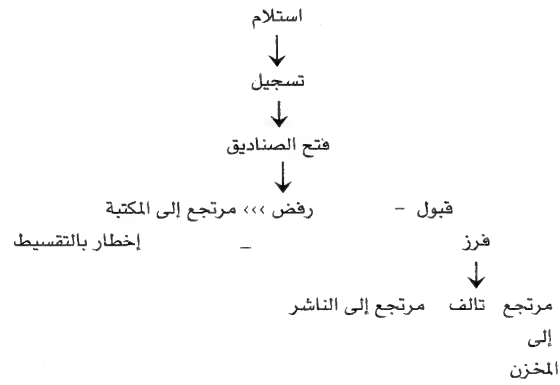 استلام
تسجيل
فتح الصناديق
قبول – رفض ››› مرتجع إلى المكتبة
فرز – إخطار بالتقسيط
مرتجع تالف مرتجع إلى الناشر
إلى
المخزن